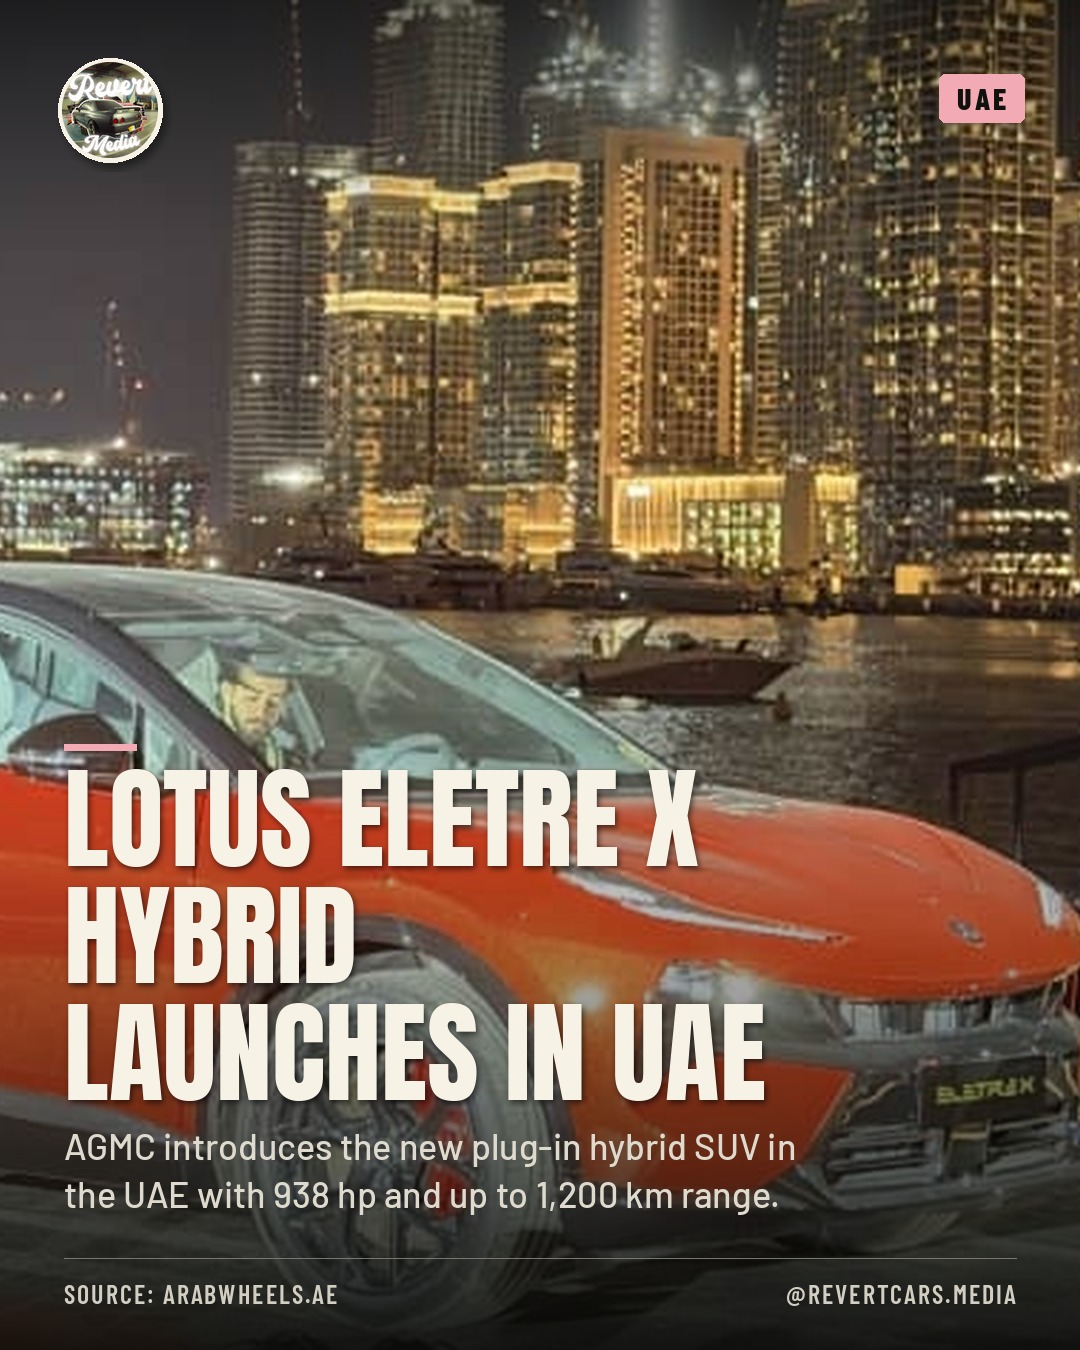 Revert
Media
UAE
LOTUS ELETRE X
HYBRID
LAUNCHES IN UAE
AGMC introduces the new plug-in hybrid SUV in
the UAE with 938 hp and up to 1,200 km range.
ELETRE X
SOURCE: ARABWHEELS.AE
@REVERTCARS.MEDIA